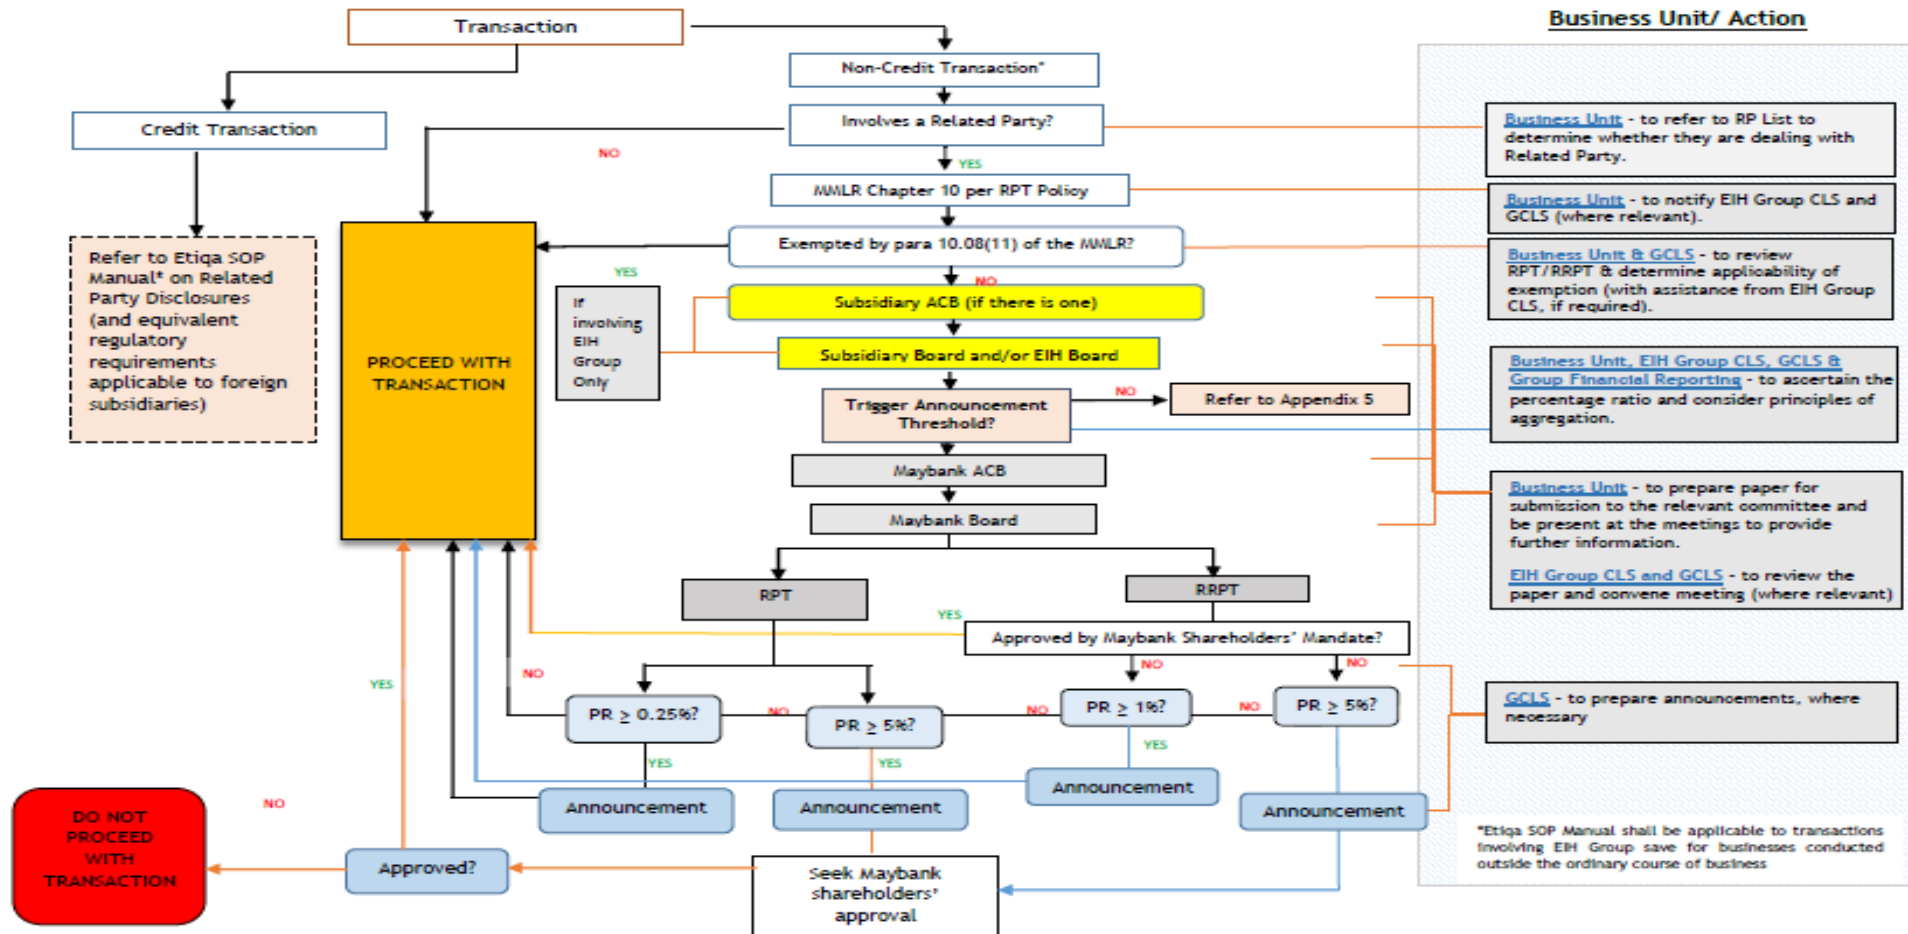 Business Unit/ Action
Transaction
Non-Credit Transaction*
Credit Transaction
Involves a Related Party?
NO
YES
MMLR Chapter 10 per RPT Policy
Exempted by para 10.08(11) of the MMLR?
YES
NO
Refer to Etiqa SOP
Manual* on Related
Party Disclosures
(and equivalent
regulatory
requirements
applicable to foreign
subsidiaries)
PROCEED WITH
TRANSACTION
If
involving
EIH
Group
Only
Subsidiary ACB (if there is one)
Subsidiary Board and/or EIH Board
Trigger Announcement
Threshold?
NO
Refer to Appendix 5
Maybank ACB
Maybank Board
RPT
RRPT
YES
Approved by Maybank Shareholders' Mandate?
YES
NO
NO
NO
PR ≥ 0.25%?
NO
PR ≥ 5%?
NO
PR ≥ 1%?
NO
PR ≥ 5%?
YES
YES
YES
Announcement
Announcement
Announcement
Announcement
NO
DO NOT
PROCEED
WITH
TRANSACTION
Approved?
Seek Maybank
shareholders'
approval
Business Unit - to refer to RP List to
determine whether they are dealing with
Related Party.
Business Unit - to notify EIH Group CLS and
GCLS (where relevant).
Business Unit & GCLS - to review
RPT/RRPT & determine applicability of
exemption (with assistance from EIH Group
CLS, if required).
Business Unit, EIH Group CLS, GCLS &
Group Financial Reporting - to ascertain the
percentage ratio and consider principles of
aggregation.
Business Unit - to prepare paper for
submission to the relevant committee and
be present at the meetings to provide
further information.
EIH Group CLS and GCLS - to review the
paper and convene meeting (where relevant)
GCLS - to prepare announcements, where
necessary
*Etiqa SOP Manual shall be applicable to transactions
involving EIH Group save for businesses conducted
outside the ordinary course of business